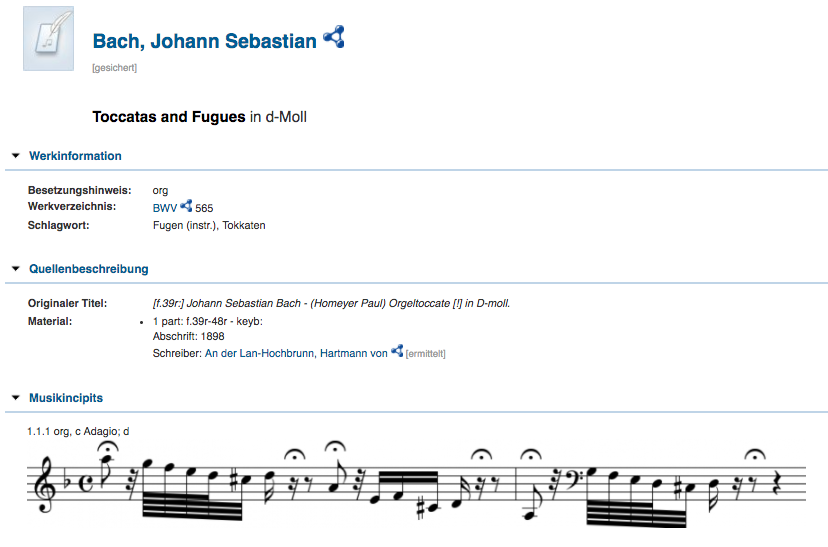 Bach, Johann Sebastian
[gesichert]
Toccatas and Fugues in d-Moll
Werkinformation
Besetzungshinweis: org
Werkverzeichnis: BWV 565
Schlagwort: Fugen (instr.), Tokkaten
Quellenbeschreibung
Originaler Titel: [f.39r:] Johann Sebastian Bach - (Homeyer Paul) Orgeltoccate [!] in D-moll.
Material: • 1 part: f.39r-48r - keyb:
Abschrift: 1898
Schreiber: An der Lan-Hochbrunn, Hartmann von [ermittelt]
Musikincipits
1.1.1 org, c Adagio; d